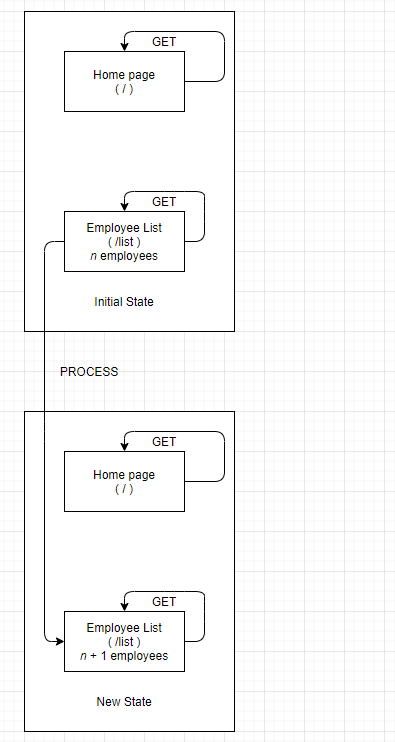 GET
Home page
( / )
GET
Employee List
( /list )
n employees
Initial State
PROCESS
GET
Home page
( / )
GET
Employee List
( /list )
n + 1 employees
New State